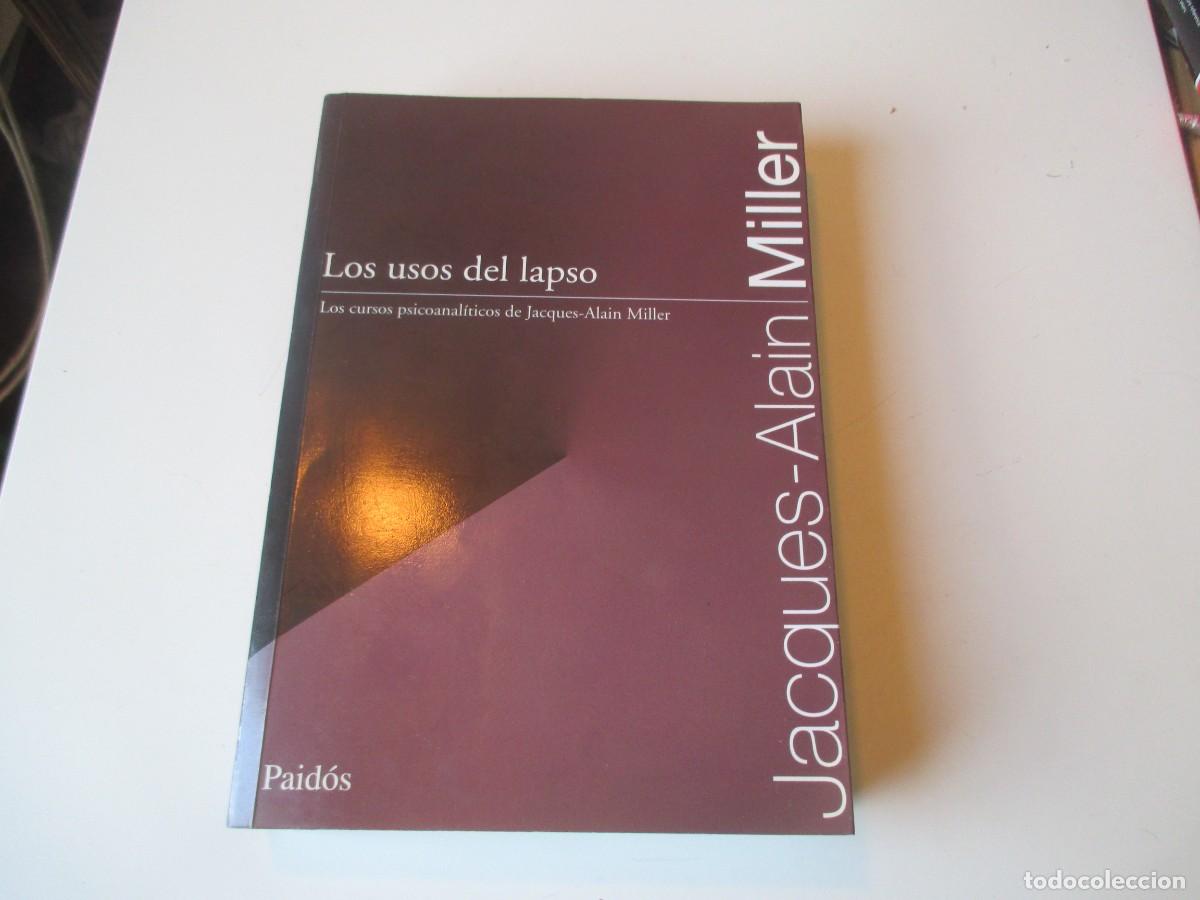 Los usos del lapso
Los cursos psicoanalíticos de Jacques-Alain Miller
Jacques-Alain Miller
Paidós
todocoleccion